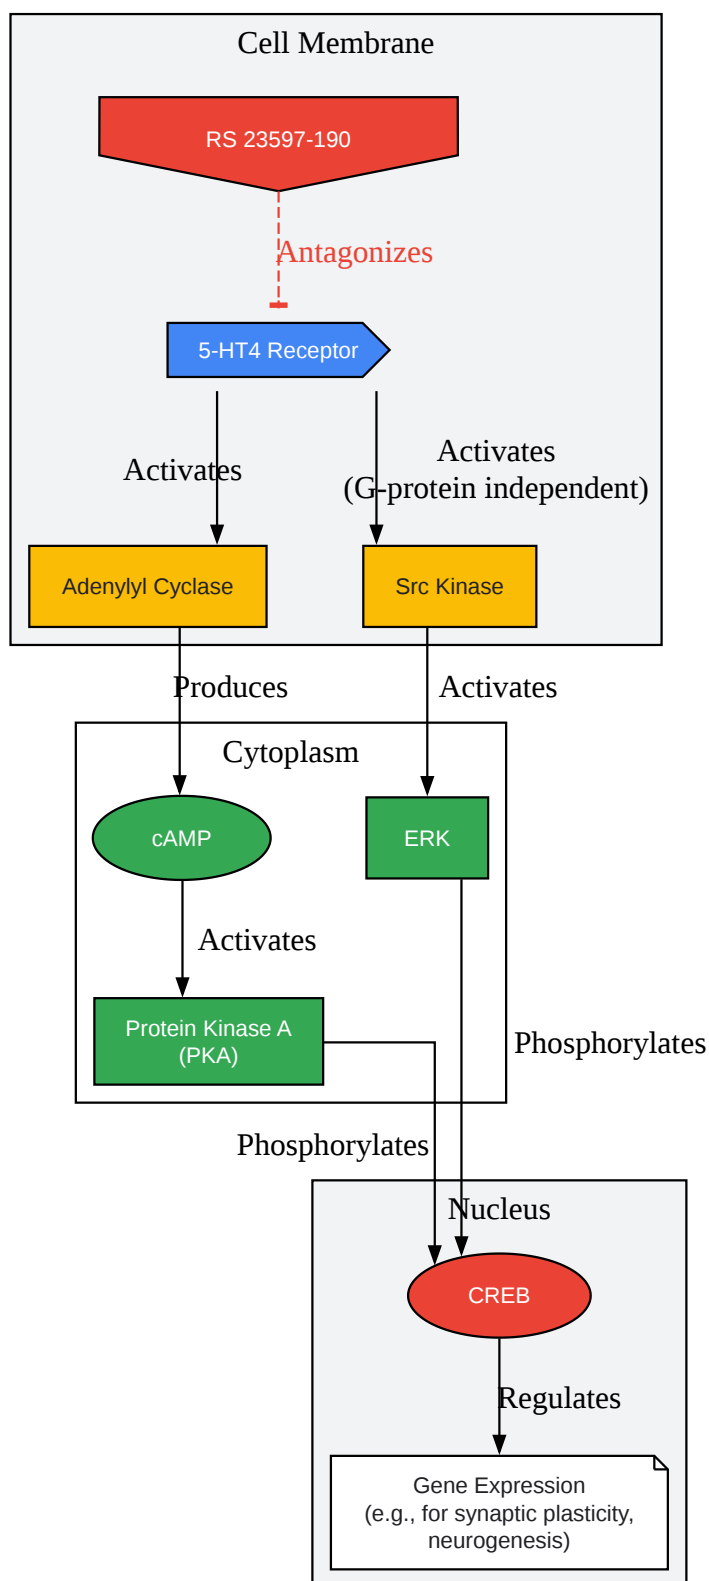 Cell Membrane
RS 23597-190
Antagonizes
5-HT4 Receptor
Activates
Activates
(G-protein independent)
Adenylyl Cyclase
Src Kinase
Produces
Activates
Cytoplasm
cAMP
ERK
Activates
Protein Kinase A
(PKA)
Phosphorylates
Phosphorylates
Nucleus
CREB
Regulates
Gene Expression
(e.g., for synaptic plasticity,
neurogenesis)